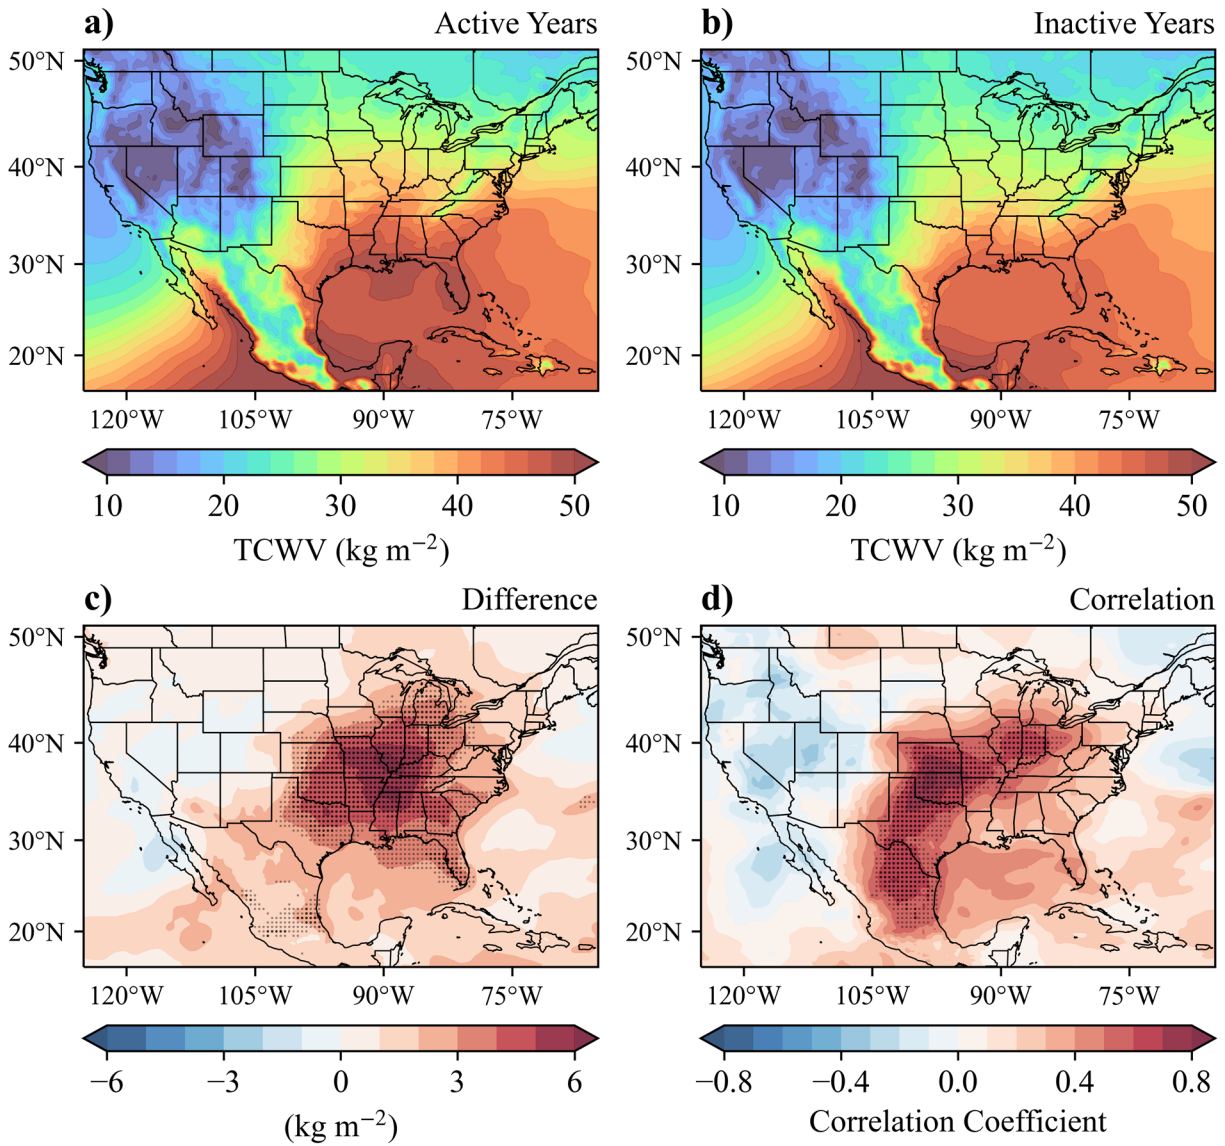 a) Active Years
b) Inactive Years
50°N
40°N
30°N
20°N
120°W 105°W 90°W 75°W
10 20 30 40 50
TCWV (kg m−2)
50°N
40°N
30°N
20°N
120°W 105°W 90°W 75°W
10 20 30 40 50
TCWV (kg m−2)
c) Difference
d) Correlation
50°N
40°N
30°N
20°N
120°W 105°W 90°W 75°W
−6 −3 0 3 6
(kg m−2)
50°N
40°N
30°N
20°N
120°W 105°W 90°W 75°W
−0.8 −0.4 0.0 0.4 0.8
Correlation Coefficient